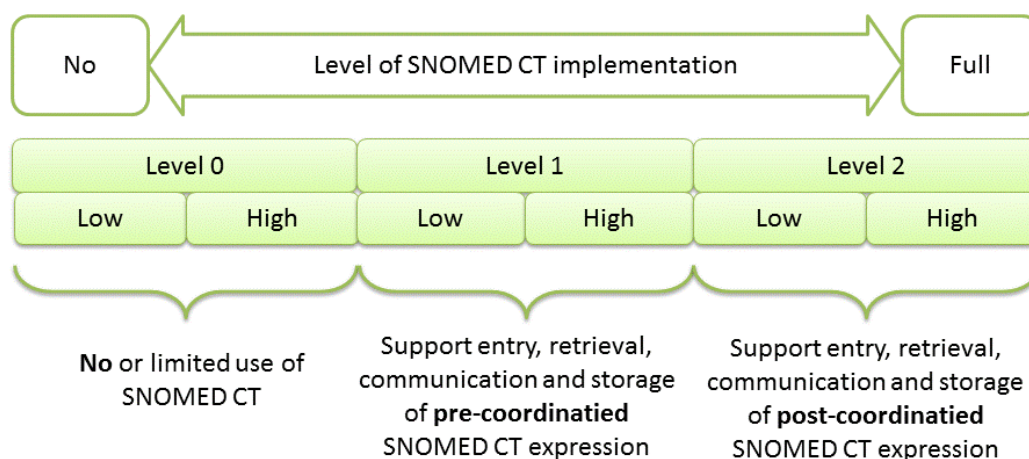 No
Level of SNOMED CT implementation
Full
Level 0
Level 1
Level 2
Low
High
Low
High
Low
High
No or limited use of
SNOMED CT
Support entry, retrieval,
communication and storage
of pre-coordinatied
SNOMED CT expression
Support entry, retrieval,
communication and storage
of post-coordinatied
SNOMED CT expression